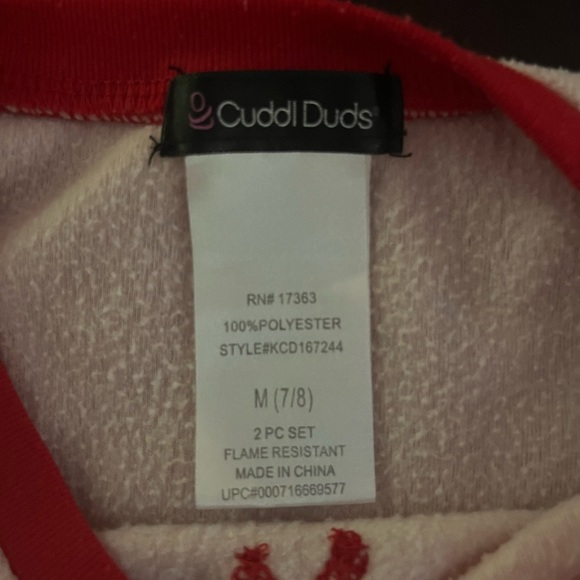 Cuddl Duds
RN# 17363
100%POLYESTER
STYLE#KCD167244
M (7/8)
2 PC SET
FLAME RESISTANT
MADE IN CHINA
UPC#000716669577